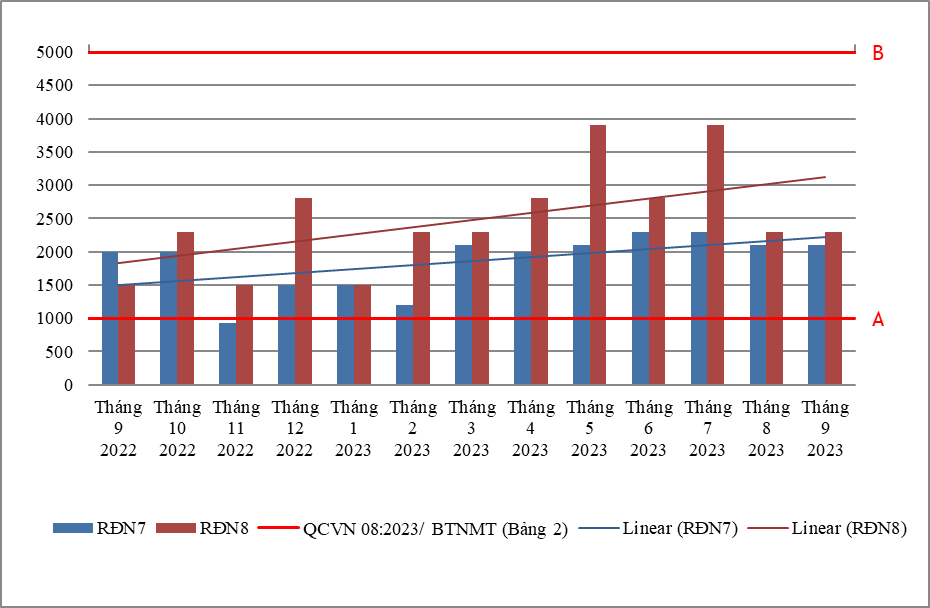 5000
B
4500
4000
3500
3000
2500
2000
1500
1000
A
500
0
Tháng 9 2022
Tháng 10 2022
Tháng 11 2022
Tháng 12 2022
Tháng 1 2023
Tháng 2 2023
Tháng 3 2023
Tháng 4 2023
Tháng 5 2023
Tháng 6 2023
Tháng 7 2023
Tháng 8 2023
Tháng 9 2023
RĐN7 RĐN8 QCVN 08:2023/ BTNMT (Bảng 2) Linear (RĐN7) Linear (RĐN8)